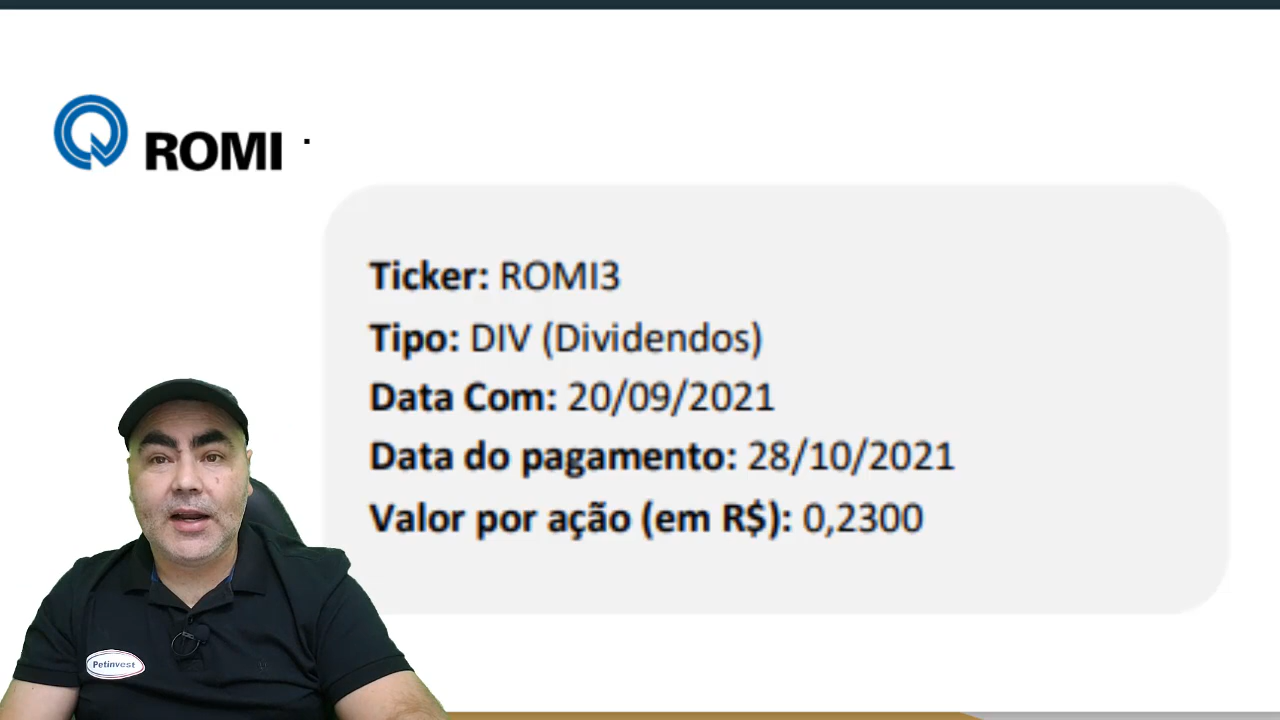 ROMI
Ticker: ROMI3
Tipo: DIV (Dividendos)
Data Com: 20/09/2021
Data do pagamento: 28/10/2021
Valor por ação (em R$): 0,2300
Petinvest